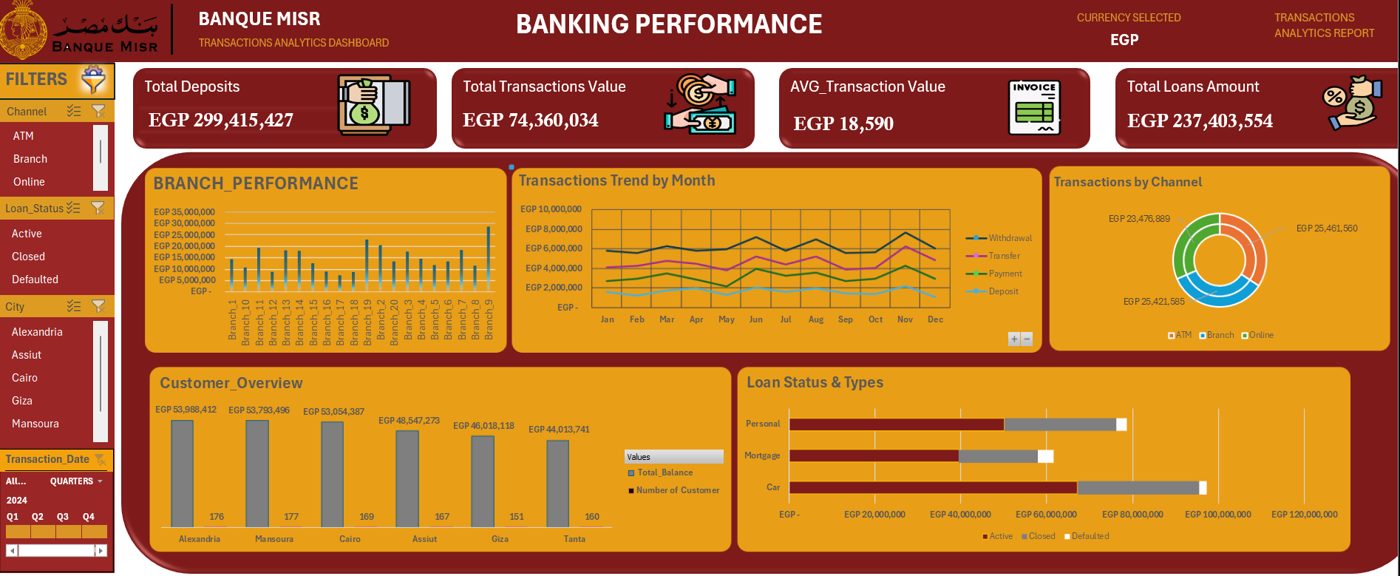 بنك مصر
BANQUE MISR
BANQUE MISR
TRANSACTIONS ANALYTICS DASHBOARD
BANKING PERFORMANCE
CURRENCY SELECTED
EGP
TRANSACTIONS
ANALYTICS REPORT
FILTERS
Channel
ATM
Branch
Online
Loan_Status
Active
Closed
Defaulted
City
Alexandria
Assiut
Cairo
Giza
Mansoura
Transaction_Date
All... QUARTERS
2024
Q1 Q2 Q3 Q4
Total Deposits
EGP 299,415,427
Total Transactions Value
EGP 74,360,034
AVG_Transaction Value
EGP 18,590
INVOICE
Total Loans Amount
EGP 237,403,554
BRANCH_PERFORMANCE
EGP 35,000,000
EGP 30,000,000
EGP 25,000,000
EGP 20,000,000
EGP 15,000,000
EGP 10,000,000
EGP 5,000,000
EGP -
Branch_1
Branch_10
Branch_11
Branch_12
Branch_13
Branch_14
Branch_15
Branch_16
Branch_17
Branch_18
Branch_19
Branch_2
Branch_20
Branch_3
Branch_4
Branch_5
Branch_6
Branch_7
Branch_8
Branch_9
Transactions Trend by Month
EGP 10,000,000
EGP 8,000,000
EGP 6,000,000
EGP 4,000,000
EGP 2,000,000
EGP -
Jan Feb Mar Apr May Jun Jul Aug Sep Oct Nov Dec
Withdrawal
Transfer
Payment
Deposit
+ −
Transactions by Channel
EGP 23,476,889
EGP 25,461,560
EGP 25,421,585
ATM Branch Online
Customer_Overview
EGP 53,988,412 EGP 53,793,496 EGP 53,054,387 EGP 48,547,273 EGP 46,018,118 EGP 44,013,741
176 177 169 167 151 160
Alexandria Mansoura Cairo Assiut Giza Tanta
Values
Total_Balance
Number of Customer
Loan Status & Types
Personal
Mortgage
Car
EGP - EGP 20,000,000 EGP 40,000,000 EGP 60,000,000 EGP 80,000,000 EGP 100,000,000 EGP 120,000,000
Active Closed Defaulted